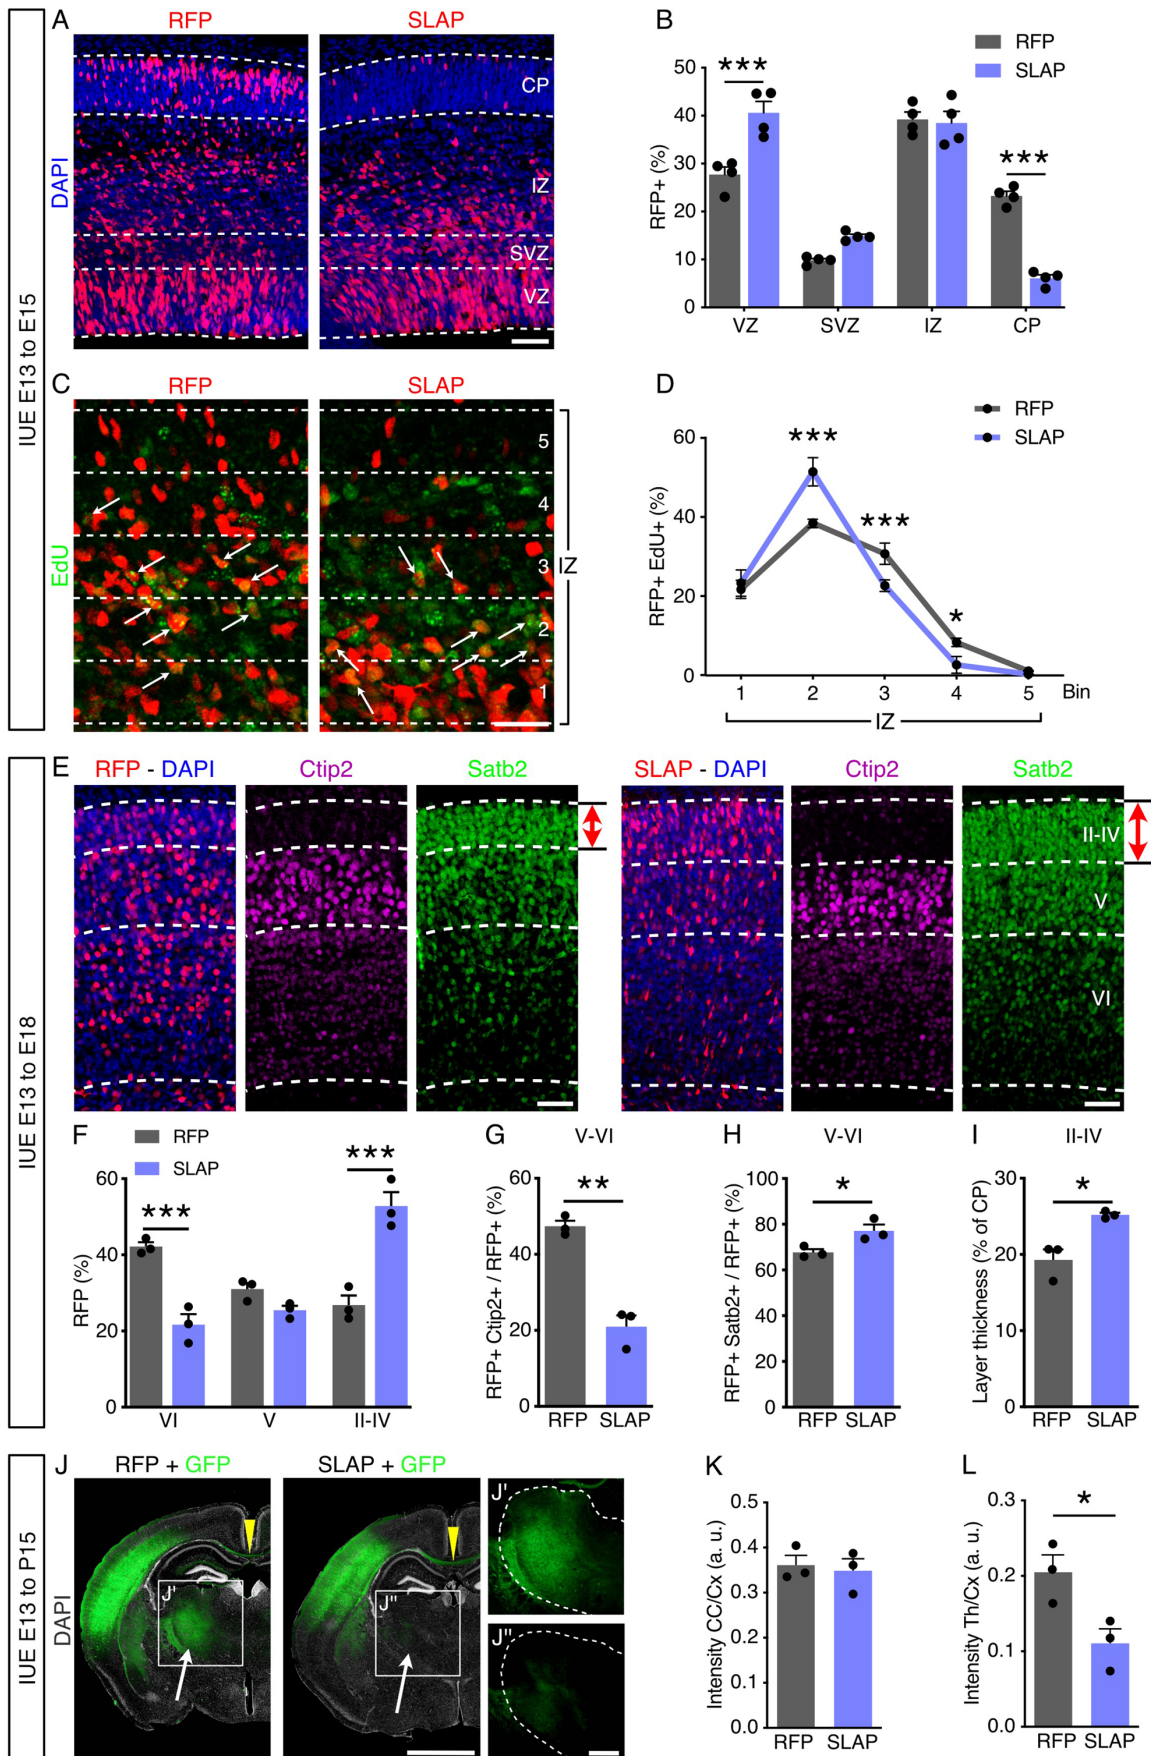 IUE E13 to E15
A
RFP
SLAP
DAPI
CP
IZ
SVZ
VZ
B
RFP
SLAP
RFP+ (%)
50
40
30
20
10
0
***
***
VZ SVZ IZ CP
C
RFP
SLAP
EdU
5
4
3
2
1
IZ
D
RFP
SLAP
RFP+ EdU+ (%)
60
40
20
0
***
***
*
1 2 3 4 5 Bin
IZ
IUE E13 to E18
E
RFP - DAPI
Ctip2
Satb2
SLAP - DAPI
Ctip2
Satb2
II-IV
V
VI
F
RFP
SLAP
RFP (%)
60
40
20
0
***
***
VI V II-IV
G
V-VI
RFP+ Ctip2+ / RFP+ (%)
60
40
20
0
**
RFP SLAP
H
V-VI
RFP+ Satb2+ / RFP+ (%)
100
80
60
40
20
0
*
RFP SLAP
I
II-IV
Layer thickness (% of CP)
30
20
10
0
*
RFP SLAP
IUE E13 to P15
J
RFP + GFP
SLAP + GFP
DAPI
J'
J"
J'
J"
K
Intensity CC/Cx (a. u.)
0.5
0.4
0.3
0.2
0.1
0.0
RFP SLAP
L
Intensity Th/Cx (a. u.)
0.3
0.2
0.1
0.0
*
RFP SLAP